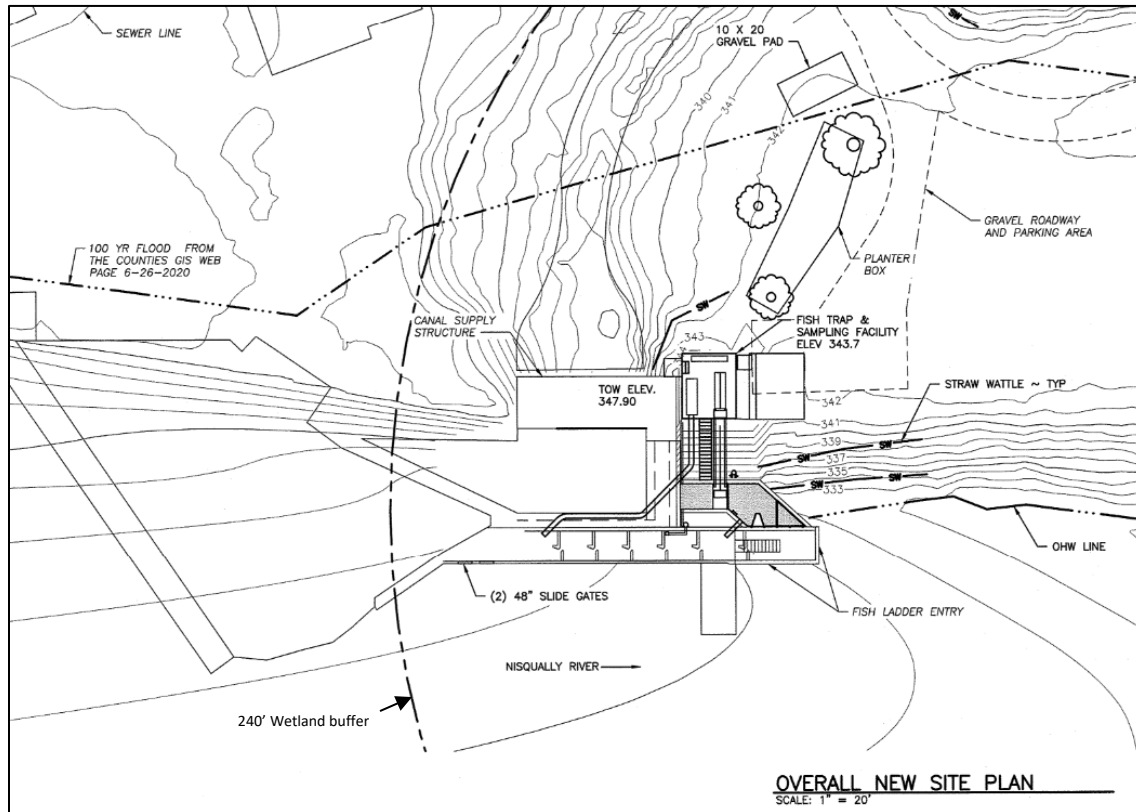 SEWER LINE
SW
10 X 20
GRAVEL PAD
340
341
342
100 YR FLOOD FROM
THE COUNTIES GIS WEB
PAGE 6-26-2020
GRAVEL ROADWAY
AND PARKING AREA
PLANTER
BOX
SW
CANAL SUPPLY
STRUCTURE
343
FISH TRAP &
SAMPLING FACILITY
ELEV 343.7
TOW ELEV.
347.90
STRAW WATTLE ~ TYP
342
341
339
SW
SW
337
335
SW
SW
333
OHW LINE
(2) 48" SLIDE GATES
FISH LADDER ENTRY
NISQUALLY RIVER
240' Wetland buffer
OVERALL NEW SITE PLAN
SCALE: 1" = 20'